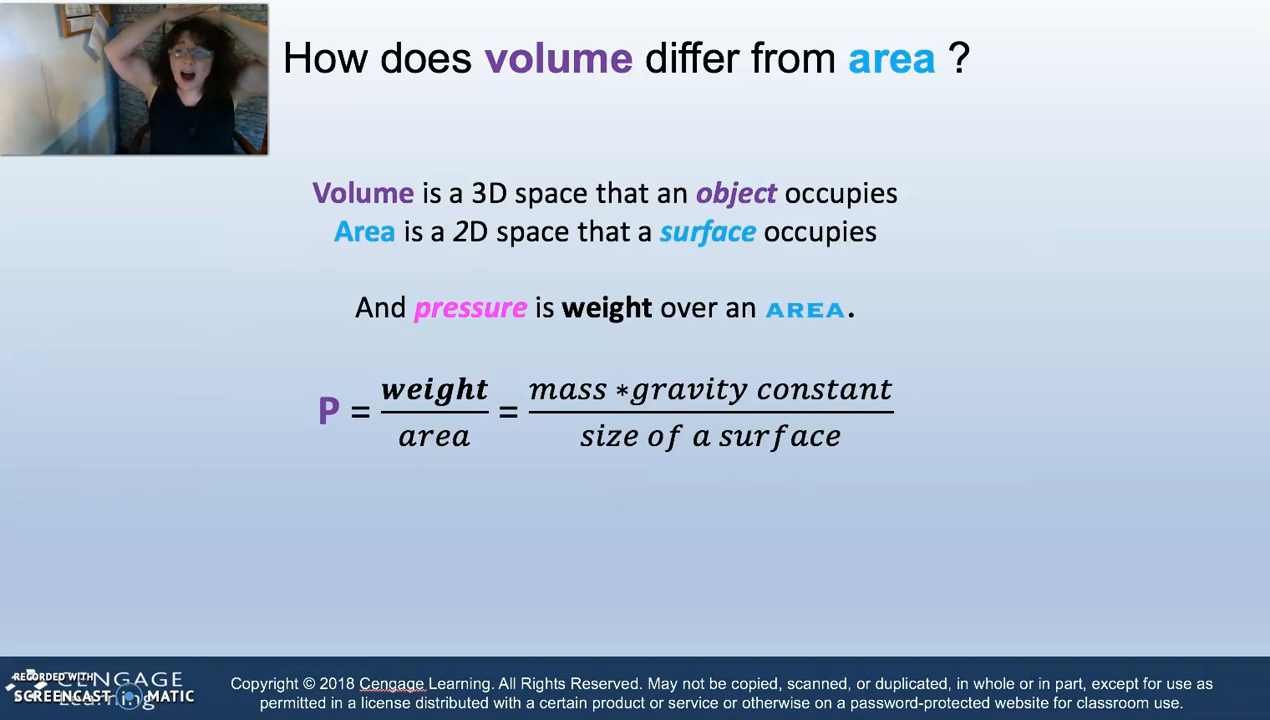 How does volume differ from area ?
Volume is a 3D space that an object occupies
Area is a 2D space that a surface occupies
And pressure is weight over an AREA.
P = weight/area = mass *gravity constant/size of a surface
RECORDED WITH
CENGAGE
SCREENCAST MATIC
Learning
Copyright © 2018 Cengage Learning. All Rights Reserved. May not be copied, scanned, or duplicated, in whole or in part, except for use as
permitted in a license distributed with a certain product or service or otherwise on a password-protected website for classroom use.